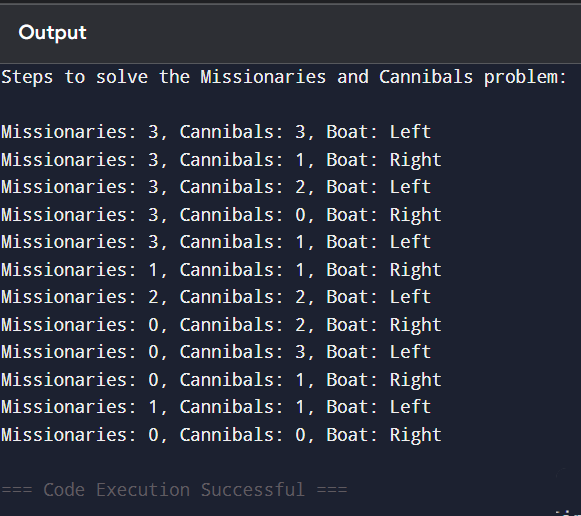 Output
Steps to solve the Missionaries and Cannibals problem:
Missionaries: 3, Cannibals: 3, Boat: Left
Missionaries: 3, Cannibals: 1, Boat: Right
Missionaries: 3, Cannibals: 2, Boat: Left
Missionaries: 3, Cannibals: 0, Boat: Right
Missionaries: 3, Cannibals: 1, Boat: Left
Missionaries: 1, Cannibals: 1, Boat: Right
Missionaries: 2, Cannibals: 2, Boat: Left
Missionaries: 0, Cannibals: 2, Boat: Right
Missionaries: 0, Cannibals: 3, Boat: Left
Missionaries: 0, Cannibals: 1, Boat: Right
Missionaries: 1, Cannibals: 1, Boat: Left
Missionaries: 0, Cannibals: 0, Boat: Right
=== Code Execution Successful ===